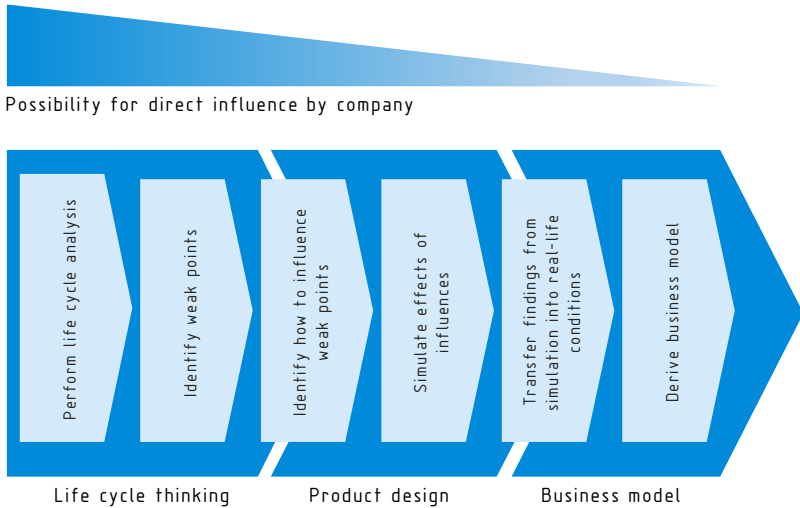 Possibility for direct influence by company
Perform life cycle analysis
Identify weak points
Identify how to influence
weak points
Simulate effects of
influences
Transfer findings from
simulation into real-life
conditions
Derive business model
Life cycle thinking
Product design
Business model